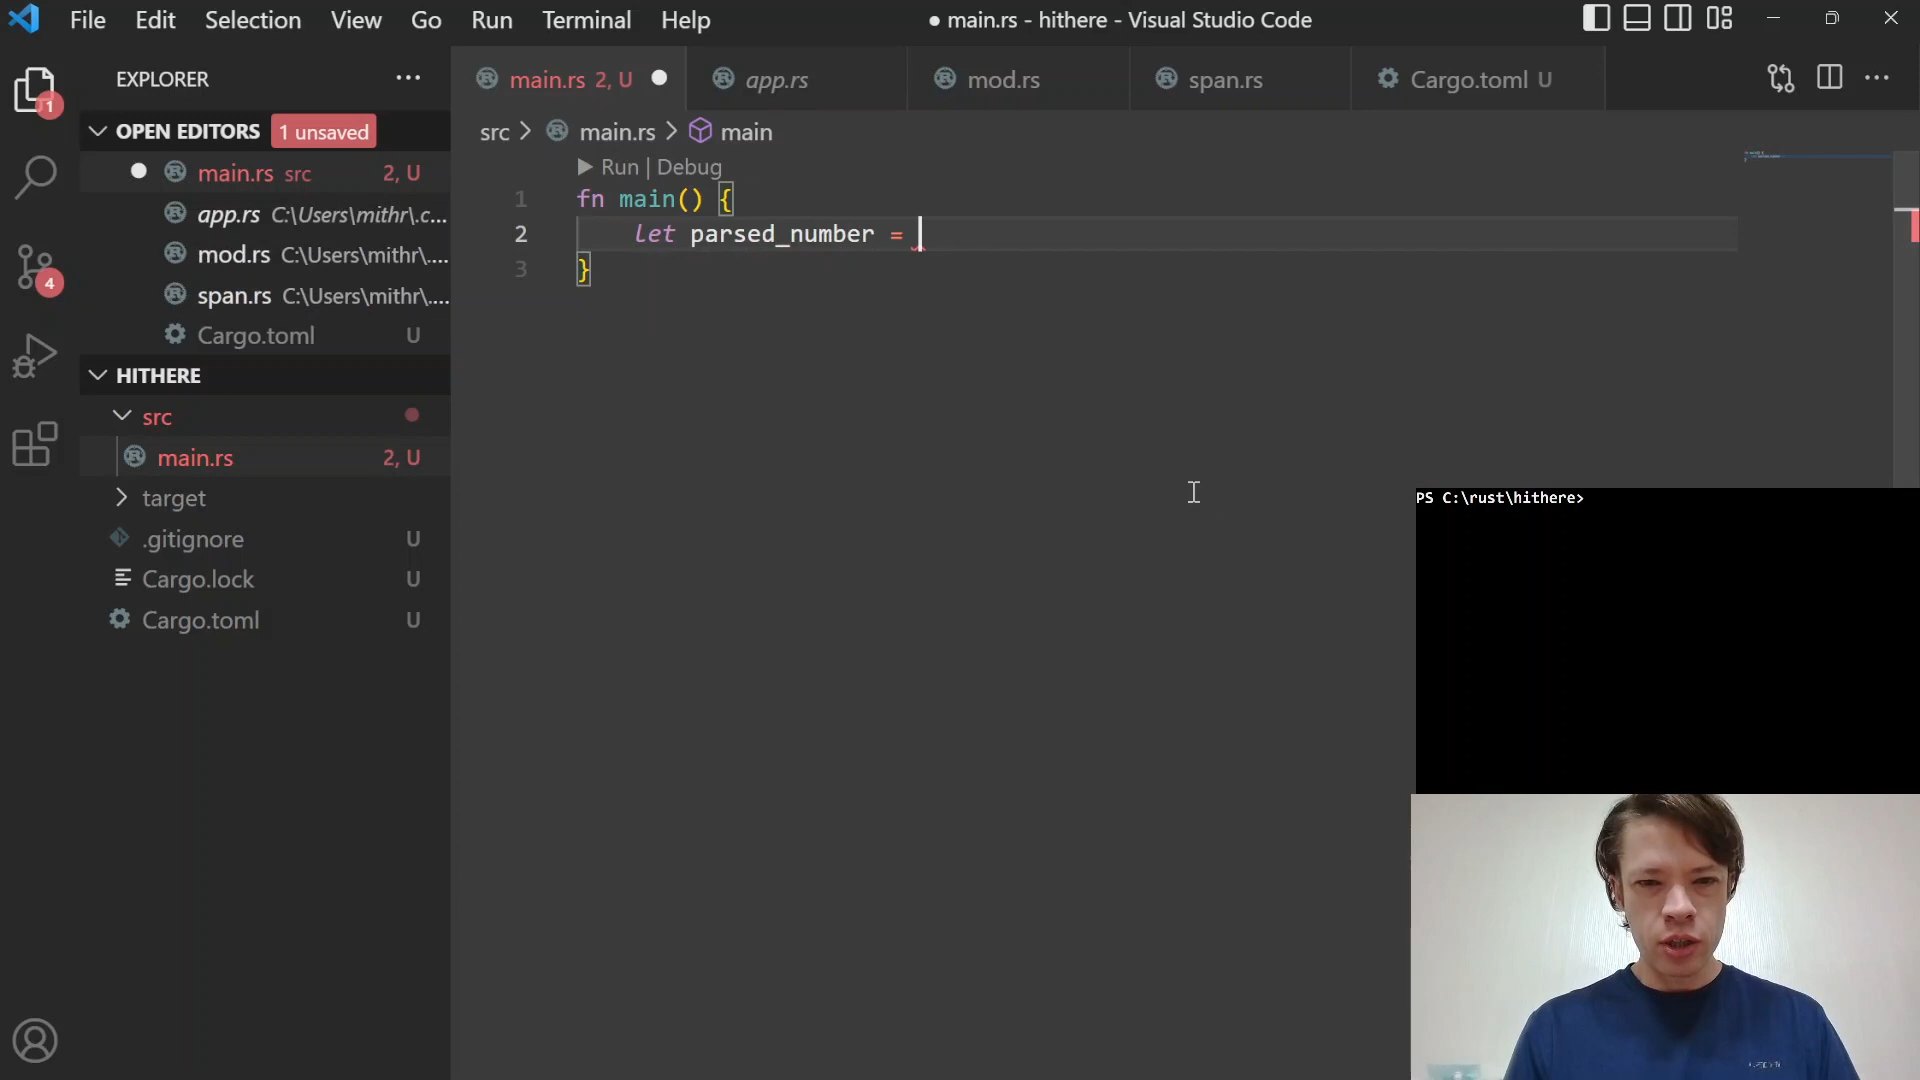 File Edit Selection View Go Run Terminal Help
● main.rs - hithere - Visual Studio Code
EXPLORER
main.rs 2, U
app.rs
mod.rs
span.rs
Cargo.toml U
1
OPEN EDITORS 1 unsaved
main.rs src 2, U
app.rs C:\Users\mithr\.c...
mod.rs C:\Users\mithr\....
span.rs C:\Users\mithr\....
Cargo.toml U
4
HITHERE
src
main.rs 2, U
target
.gitignore U
Cargo.lock U
Cargo.toml U
src > main.rs > main
Run | Debug
1 fn main() {
2 let parsed_number =
3 }
PS C:\rust\hithere>